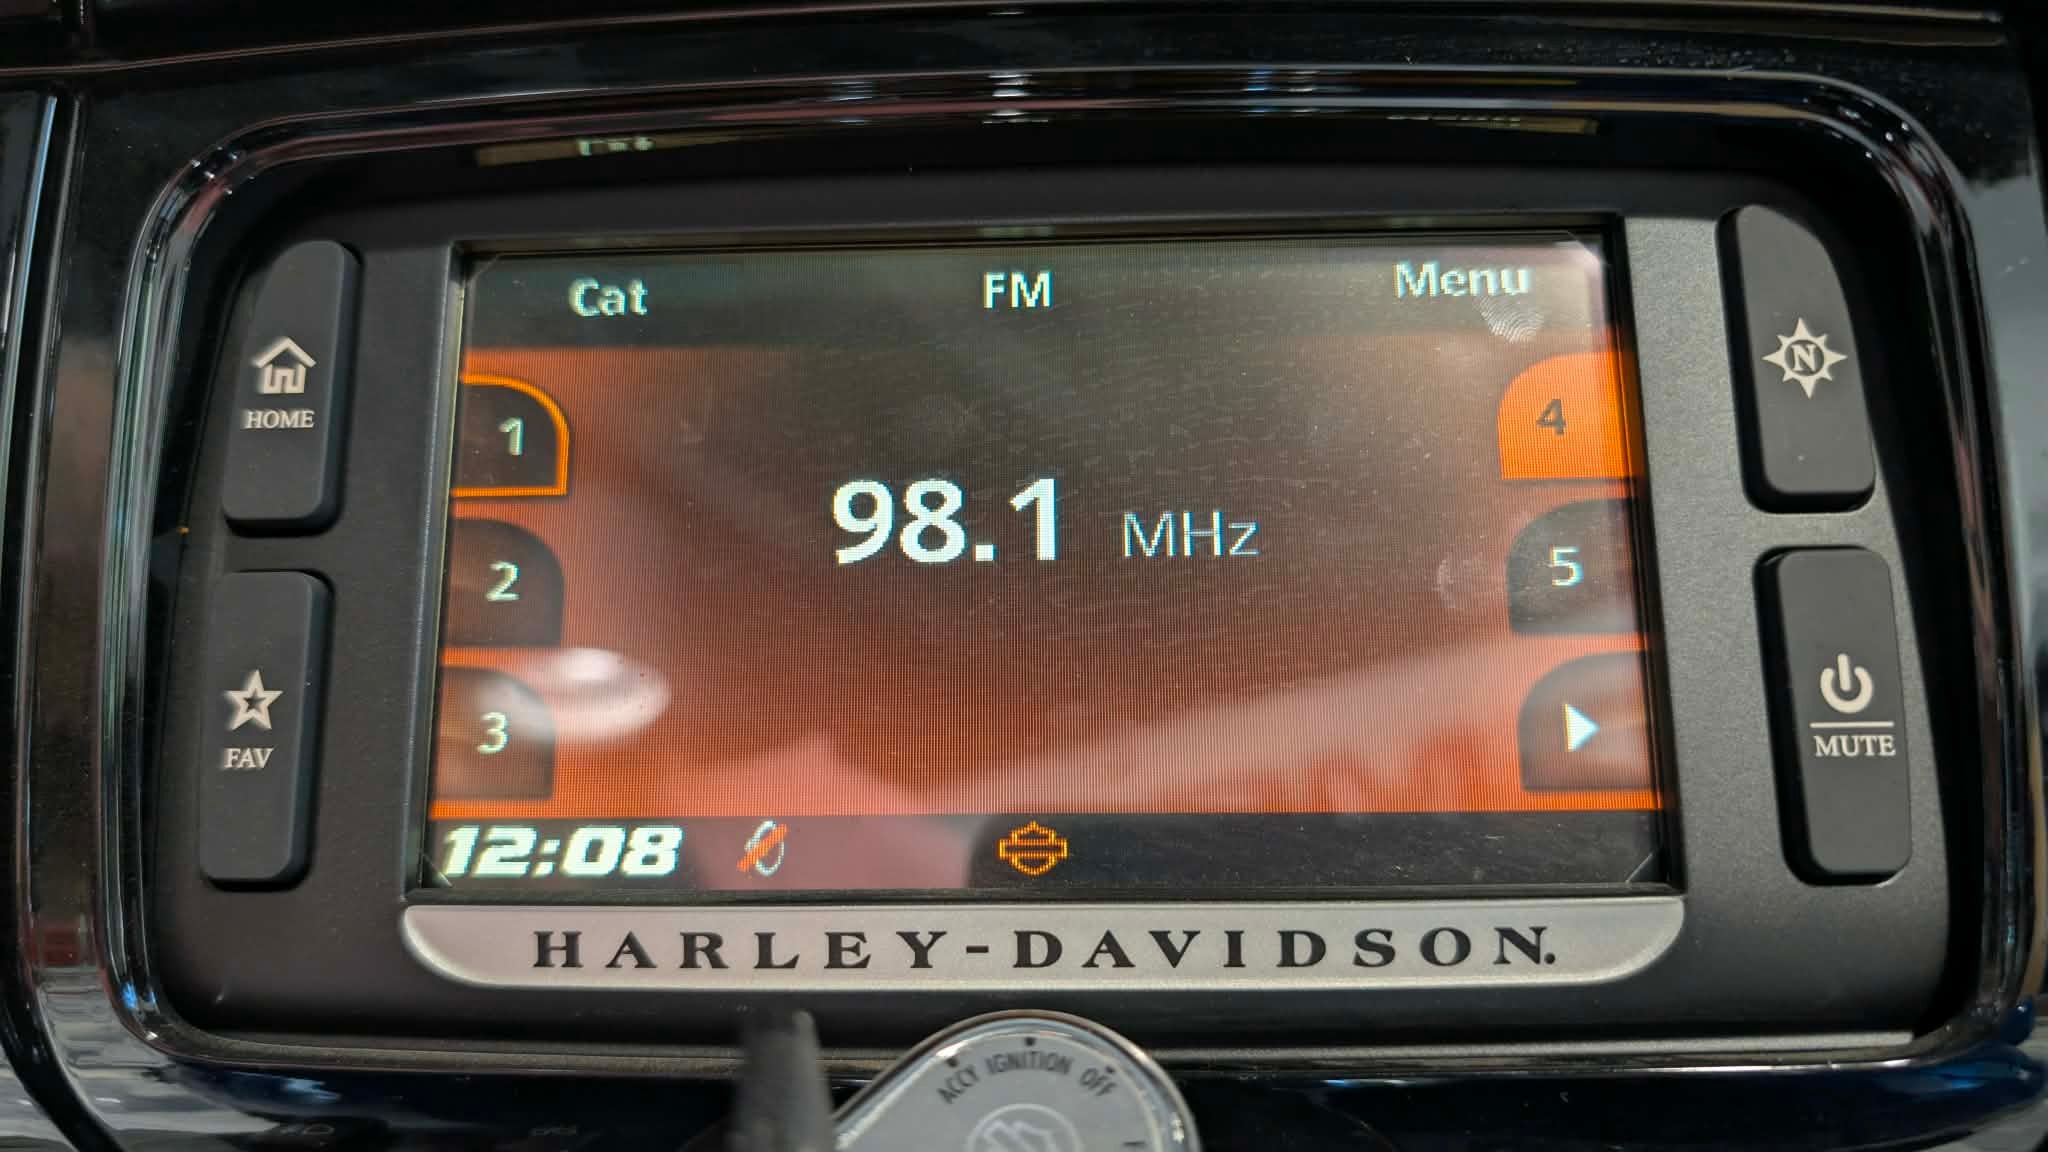 Cat FM Menu
HOME
1
4
N
98.1 MHz
2
5
3
FAV
MUTE
12:08
HARLEY-DAVIDSON.
ACCY IGNITION OFF